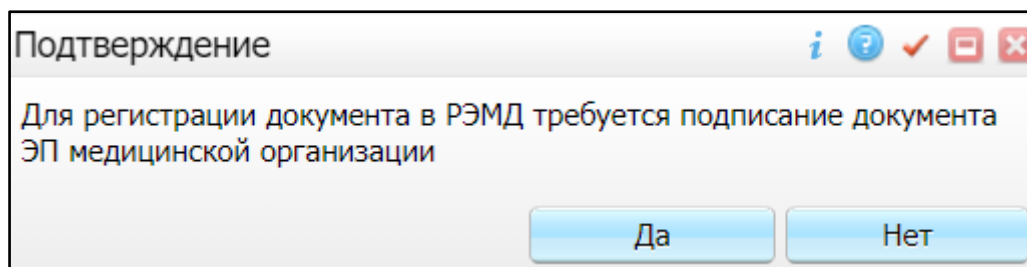 Подтверждение
Для регистрации документа в РЭМД требуется подписание документа
ЭП медицинской организации
Да Нет